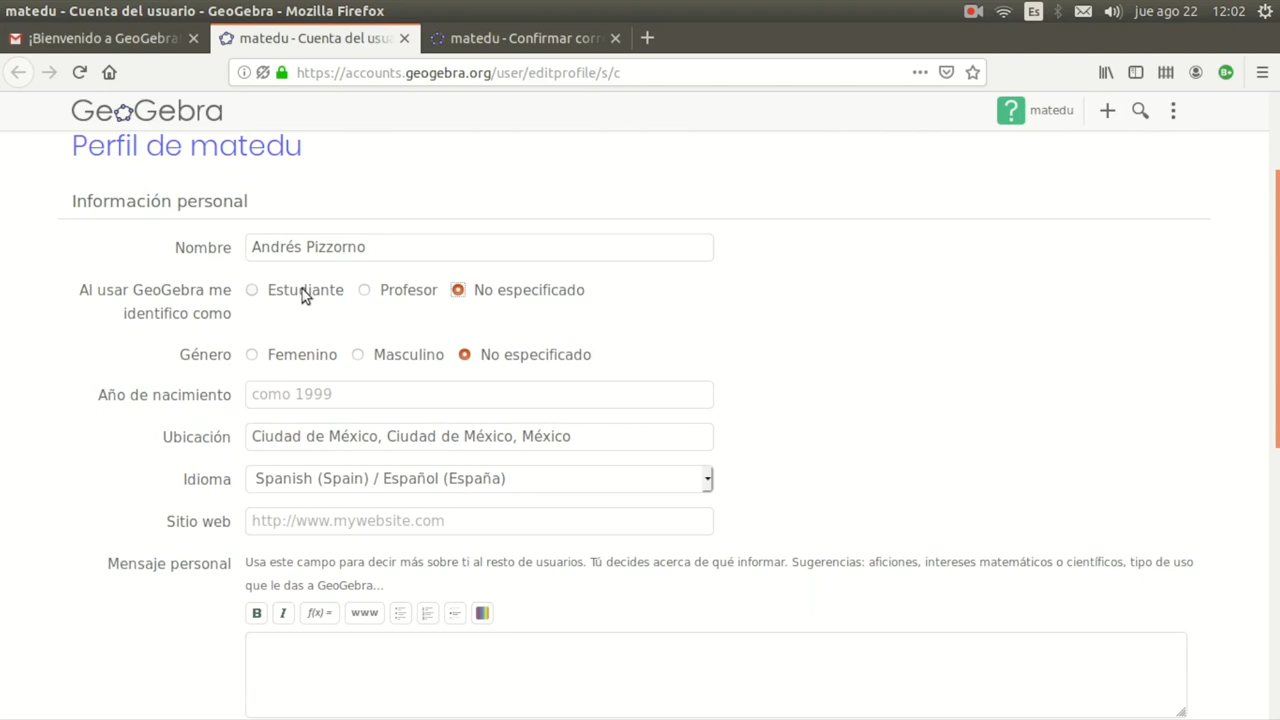 matedu - Cuenta del usuario - GeoGebra - Mozilla Firefox
Es
jue ago 22
12:02
¡Bienvenido a GeoGebra
matedu - Cuenta del usu
matedu - Confirmar corr
https://accounts.geogebra.org/user/editprofile/s/c
B+
GeoGebra
?
matedu
Perfil de matedu
Información personal
Nombre
Andrés Pizzorno
Al usar GeoGebra me
identifico como
Estudiante
Profesor
No especificado
Género
Femenino
Masculino
No especificado
Año de nacimiento
como 1999
Ubicación
Ciudad de México, Ciudad de México, México
Idioma
Spanish (Spain) / Español (España)
Sitio web
http://www.mywebsite.com
Mensaje personal
Usa este campo para decir más sobre ti al resto de usuarios. Tú decides acerca de qué informar. Sugerencias: aficiones, intereses matemáticos o científicos, tipo de uso
que le das a GeoGebra...
B I f(x) = www